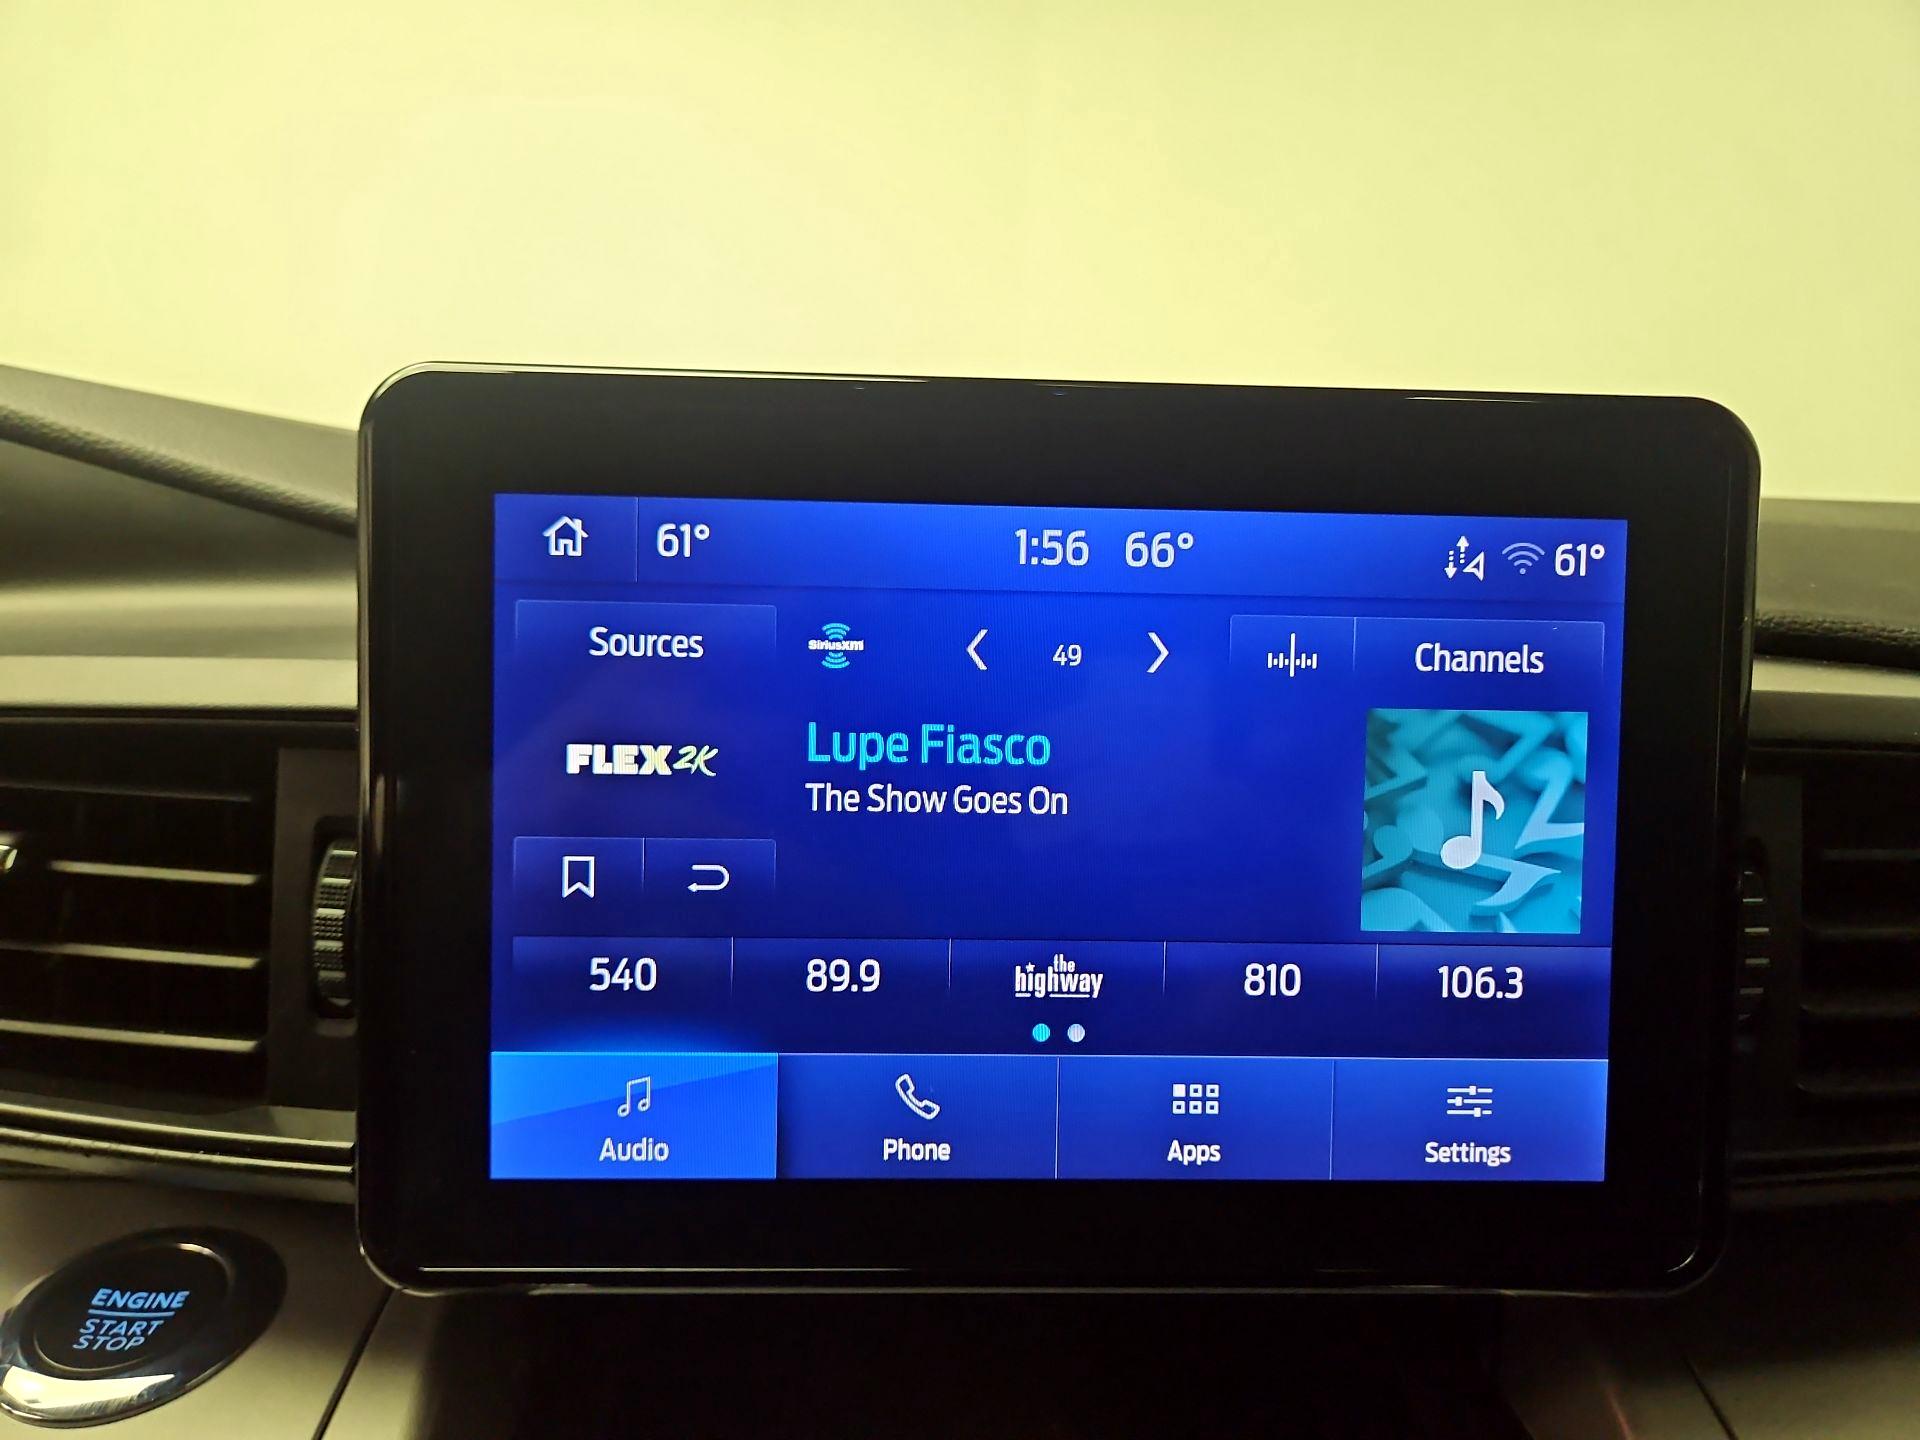 61° 1:56 66° 61°
Sources SiriusXM 49 Channels
FLEX2K Lupe Fiasco
The Show Goes On
540 89.9 the highway 810 106.3
Audio Phone Apps Settings
ENGINE
START
STOP